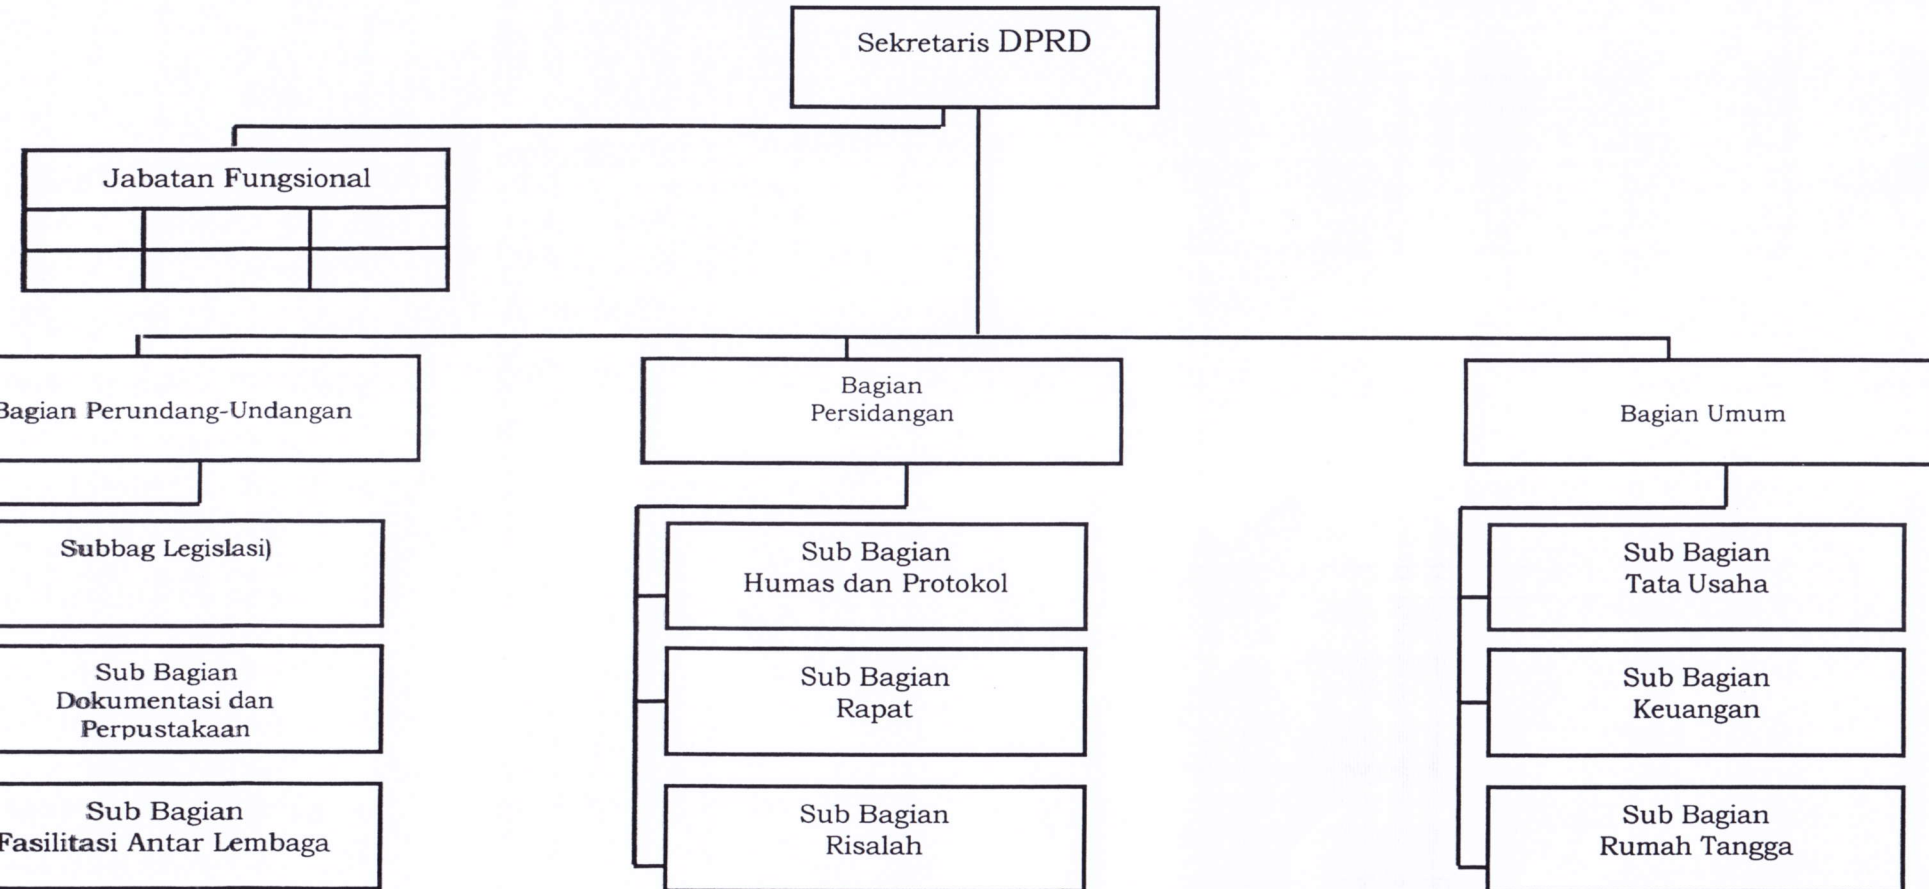 Sekretaris DPRD
Jabatan Fungsional
Bagian Perundang-Undangan
Bagian
Persidangan
Bagian Umum
Subbag Legislasi)
Sub Bagian
Dokumentasi dan
Perpustakaan
Sub Bagian
Fasilitasi Antar Lembaga
Sub Bagian
Humas dan Protokol
Sub Bagian
Rapat
Sub Bagian
Risalah
Sub Bagian
Tata Usaha
Sub Bagian
Keuangan
Sub Bagian
Rumah Tangga